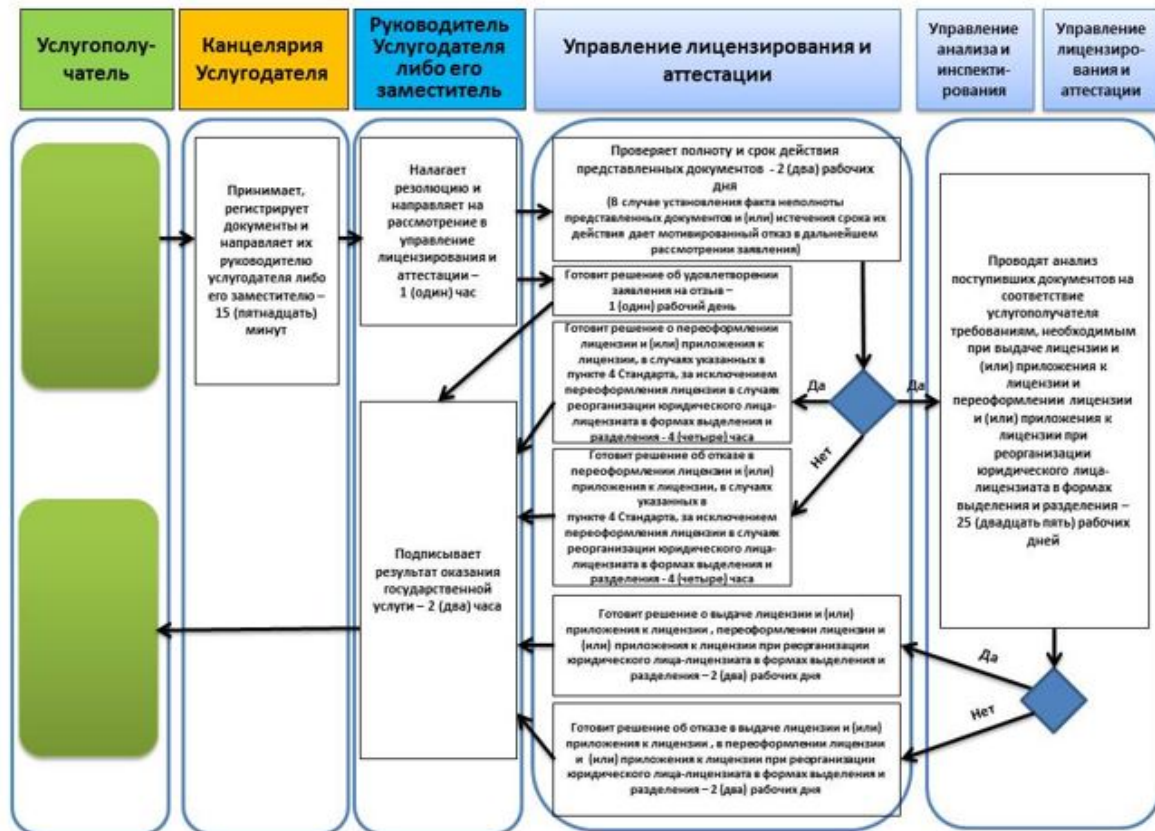 Услугополу-
чатель
Канцелярия
Услугодателя
Руководитель
Услугодателя
либо его
заместитель
Управление лицензирования и
аттестации
Управление
анализа и
инспекти-
рования
Управление
лицензиро-
вания и
аттестации
Принимает,
регистрирует
документы и
направляет их
руководителю
услугодателя либо
его заместителю –
15 (пятнадцать)
минут
Налагает
резолюцию и
направляет на
рассмотрение в
управление
лицензирования и
аттестации –
1 (один) час
Проверяет полноту и срок действия
представленных документов - 2 (два) рабочих
дня
(В случае установления факта неполноты
представленных документов и (или) истечения срока их
действия дает мотивированный отказ в дальнейшем
рассмотрении заявления)
Готовит решение об удовлетворении
заявления на отзыв –
1 (один) рабочий день
Готовит решение о переоформлении
лицензии и (или) приложения к
лицензии, в случаях указанных в
пункте 4 Стандарта, за исключением
переоформления лицензии в случаях
реорганизации юридического лица-
лицензиата в формах выделения и
разделения - 4 (четыре) часа
Да
Да
Нет
Готовит решение об отказе в
переоформлении лицензии и (или)
приложения к лицензии, в случаях
указанных в
пункте 4 Стандарта, за исключением
переоформления лицензии в случаях
реорганизации юридического лица-
лицензиата в формах выделения и
разделения - 4 (четыре) часа
Проводят анализ
поступивших документов на
соответствие
услугополучателя
требованиям, необходимым
при выдаче лицензии и
(или) приложения к
лицензии и
переоформлении лицензии
и (или) приложения к
лицензии при
реорганизации
юридического лица-
лицензиата в формах
выделения и разделения –
25 (двадцать пять) рабочих
дней
Подписывает
результат оказания
государственной
услуги – 2 (два) часа
Готовит решение о выдаче лицензии и (или)
приложения к лицензии , переоформлении лицензии и
(или) приложения к лицензии при реорганизации
юридического лица-лицензиата в формах выделения и
разделения – 2 (два) рабочих дня
Да
Нет
Готовит решение об отказе в выдаче лицензии и (или)
приложения к лицензии , в переоформлении лицензии
и (или) приложения к лицензии при реорганизации
юридического лица-лицензиата в формах выделения и
разделения – 2 (два) рабочих дня